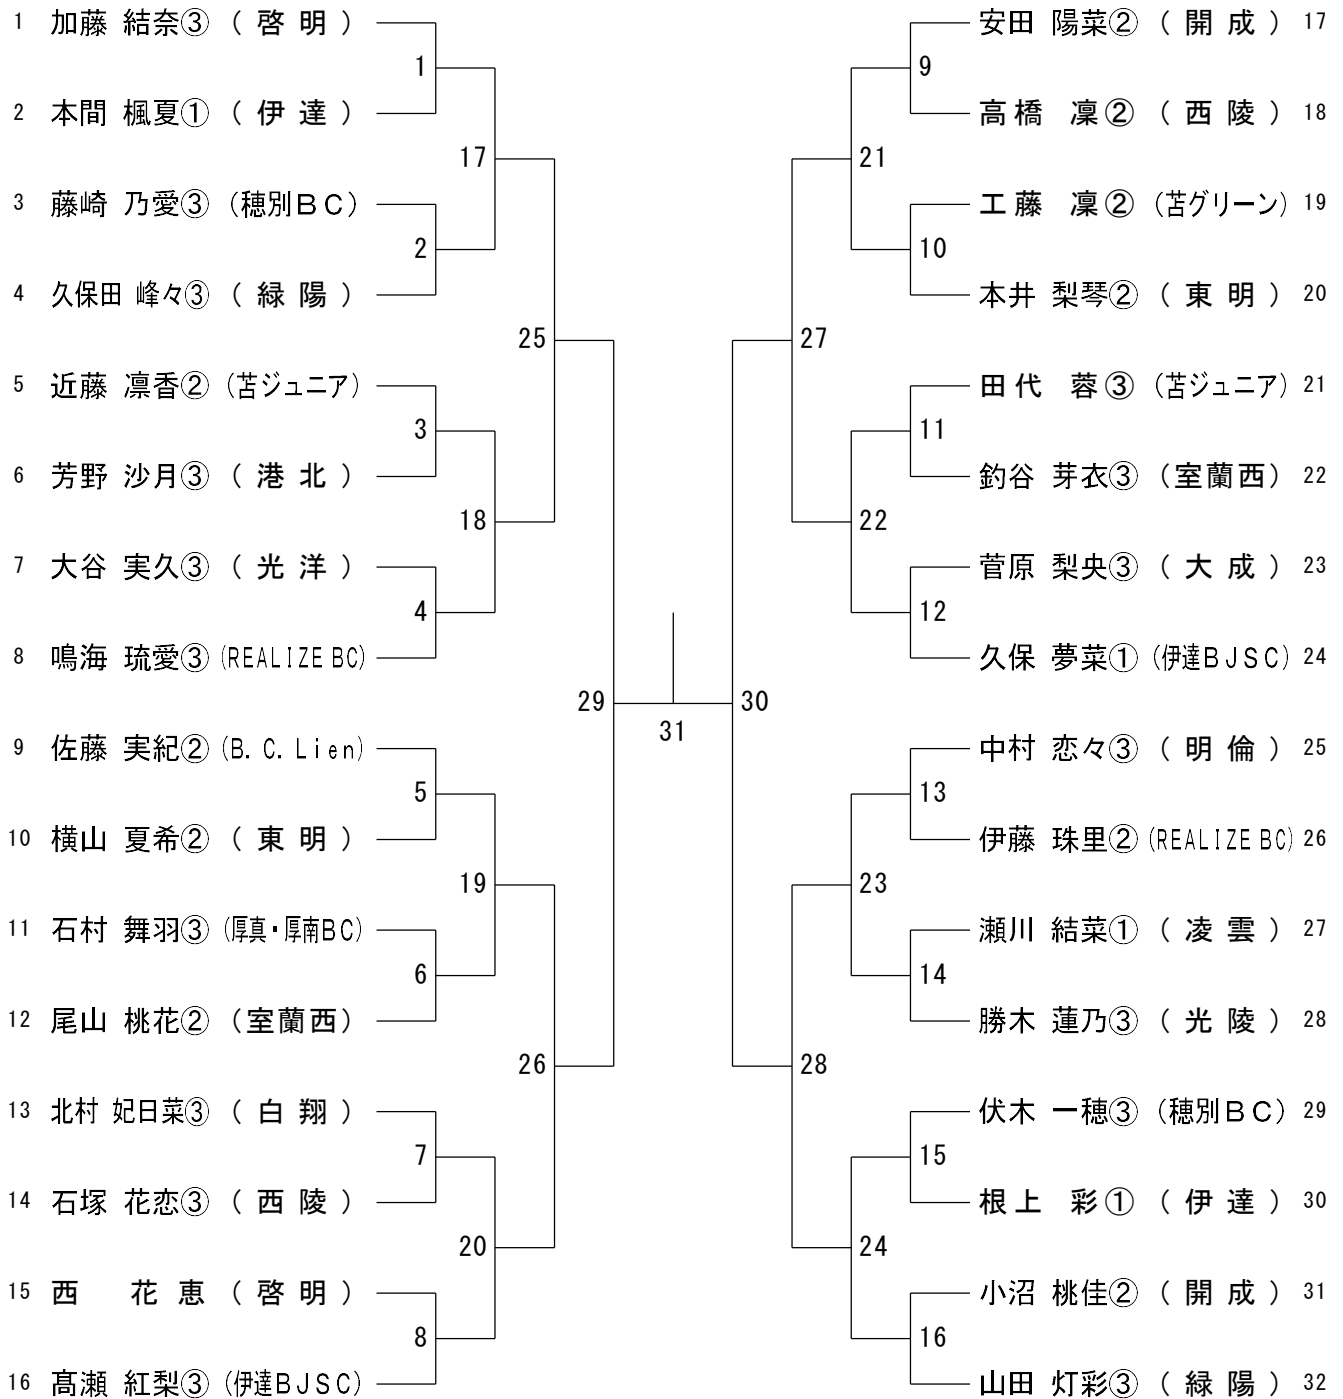 1 加藤 結奈③ ( 啓 明 )
1
2 本間 楓夏① ( 伊 達 )
17
3 藤崎 乃愛③ (穂別BC)
2
4 久保田 峰々③ ( 緑 陽 )
25
5 近藤 凛香② (苫ジュニア)
3
6 芳野 沙月③ ( 港 北 )
18
7 大谷 実久③ ( 光 洋 )
4
8 鳴海 琉愛③ (REALIZE BC)
29
9 佐藤 実紀② (B.C.Lien)
5
10 横山 夏希② ( 東 明 )
19
11 石村 舞羽③ (厚真・厚南BC)
6
12 尾山 桃花② (室蘭西)
26
13 北村 妃日菜③ ( 白 翔 )
7
14 石塚 花恋③ ( 西 陵 )
20
15 西 花 恵 ( 啓 明 )
8
16 髙瀬 紅梨③ (伊達BJSC)
31
安田 陽菜② ( 開 成 ) 17
9
高橋 凜② ( 西 陵 ) 18
21
工藤 凜② (苫グリーン) 19
10
本井 梨琴② ( 東 明 ) 20
27
田代 蓉③ (苫ジュニア) 21
11
釣谷 芽衣③ (室蘭西) 22
22
菅原 梨央③ ( 大 成 ) 23
12
久保 夢菜① (伊達BJSC) 24
30
中村 恋々③ ( 明 倫 ) 25
13
伊藤 珠里② (REALIZE BC) 26
23
瀬川 結菜① ( 凌 雲 ) 27
14
勝木 蓮乃③ ( 光 陵 ) 28
28
伏木 一穂③ (穂別BC) 29
15
根上 彩① ( 伊 達 ) 30
24
小沼 桃佳② ( 開 成 ) 31
16
山田 灯彩③ ( 緑 陽 ) 32